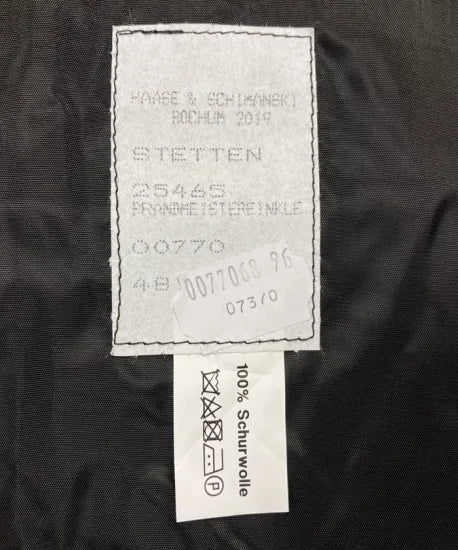 HAASE & SCHIMANSKI
BOCHUM 2019
STETTEN
25465
BRANDMEISTEREINKLE
00770
48
0077068 96
073/0
100% Schurwolle
P